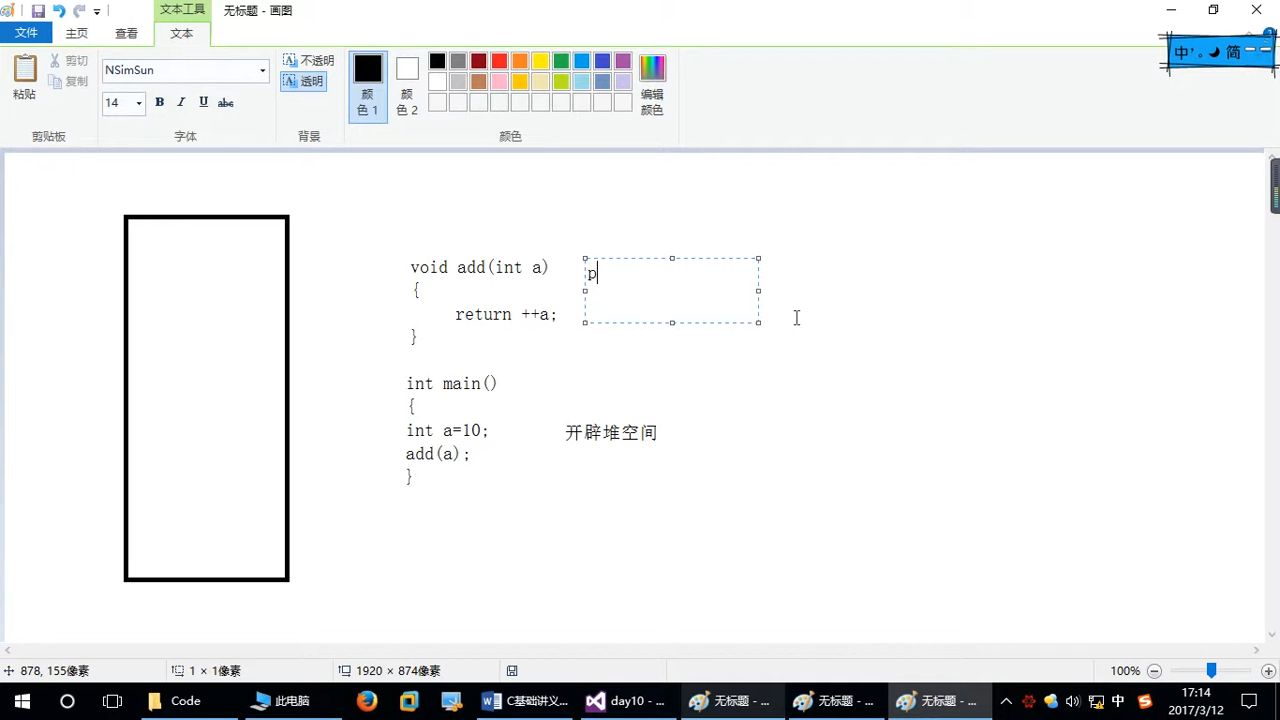 文本工具
无标题 - 画图
文件
主页
查看
文本
粘贴
剪切
复制
剪贴板
NSimSun
14
B I U abc
字体
不透明
透明
背景
颜色 1
颜色 2
编辑颜色
颜色
中 简
void add(int a)
{
return ++a;
}
p
int main()
{
int a=10;
开辟堆空间
add(a);
}
878, 155像素
1 × 1像素
1920 × 874像素
100%
Code
此电脑
C基础讲义...
day10 - ...
无标题 - ...
无标题 - ...
无标题 - ...
中
17:14
2017/3/12